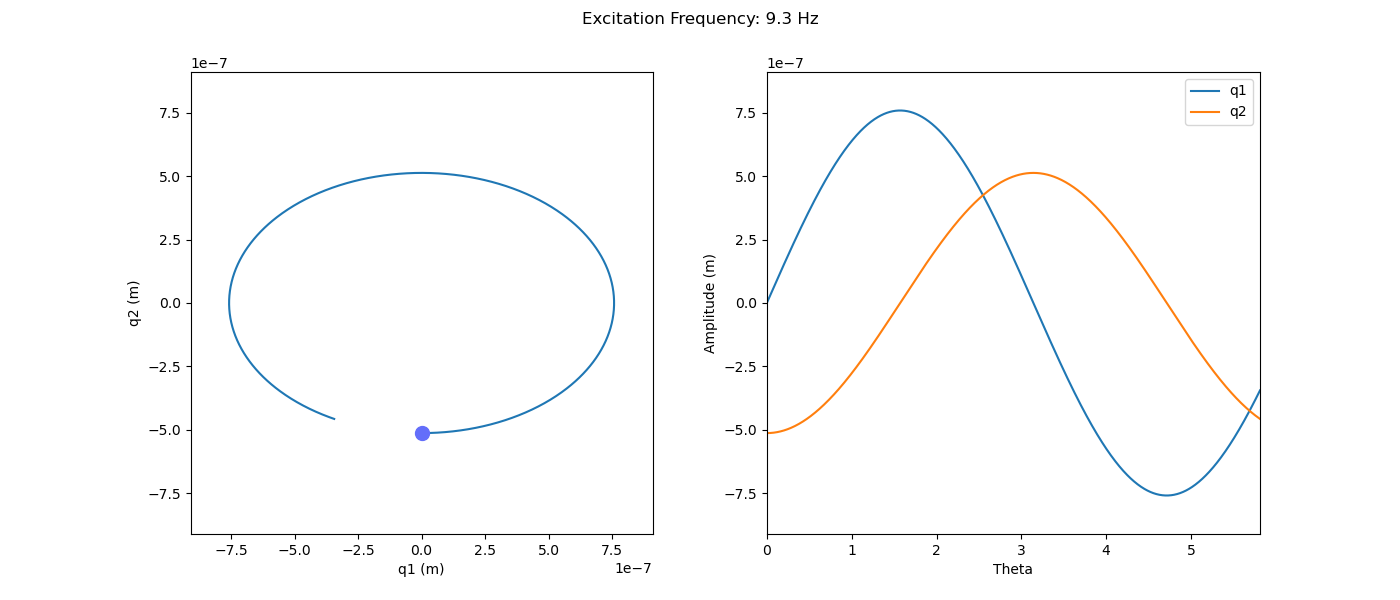 Excitation Frequency: 9.3 Hz
1e−7
7.5
5.0
2.5
0.0
−2.5
−5.0
−7.5
q2 (m)
−7.5 −5.0 −2.5 0.0 2.5 5.0 7.5
q1 (m)
1e−7
1e−7
q1
q2
7.5
5.0
2.5
0.0
−2.5
−5.0
−7.5
Amplitude (m)
0 1 2 3 4 5
Theta